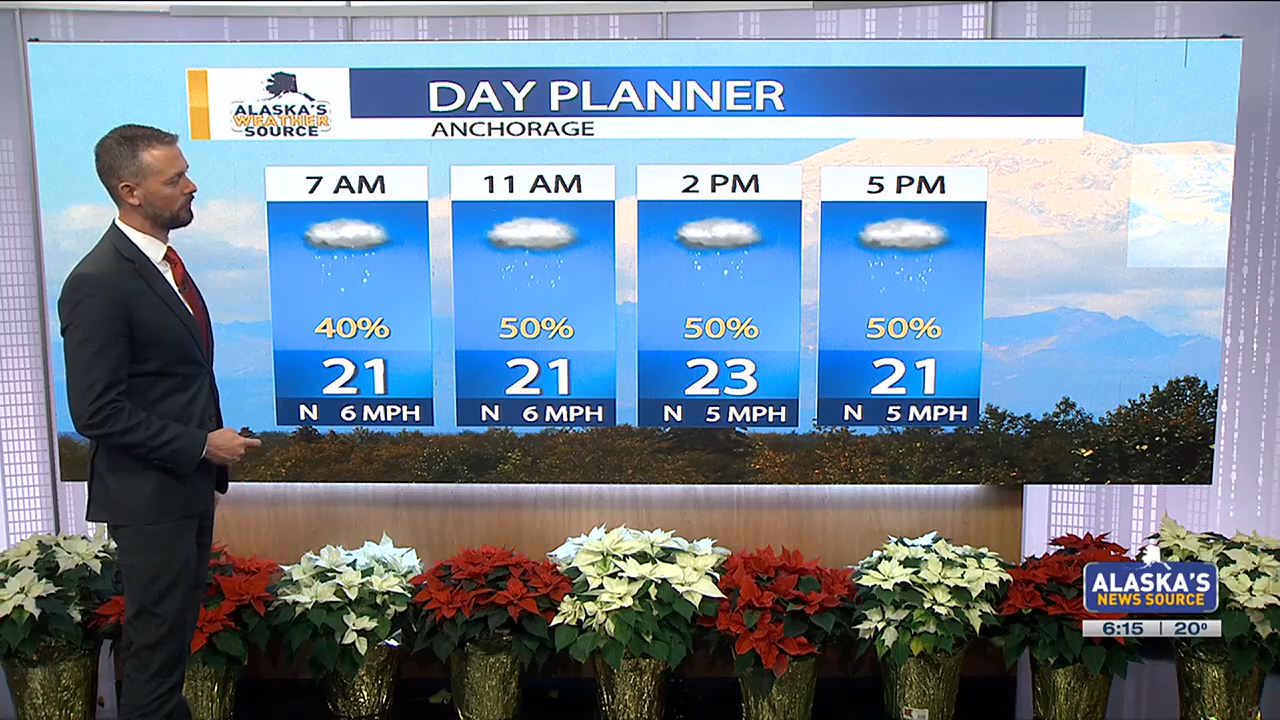 ALASKA'S
WEATHER
SOURCE
DAY PLANNER
ANCHORAGE
7 AM
40%
21
N 6 MPH
11 AM
50%
21
N 6 MPH
2 PM
50%
23
N 5 MPH
5 PM
50%
21
N 5 MPH
ALASKA'S
NEWS SOURCE
6:15 | 20°